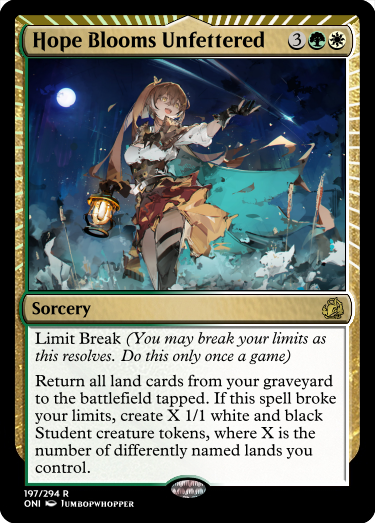 Hope Blooms Unfettered 3
Sorcery
Limit Break (You may break your limits as
this resolves. Do this only once a game)
Return all land cards from your graveyard
to the battlefield tapped. If this spell broke
your limits, create X 1/1 white and black
Student creature tokens, where X is the
number of differently named lands you
control.
197/294 R
ONI Jumbopwhopper